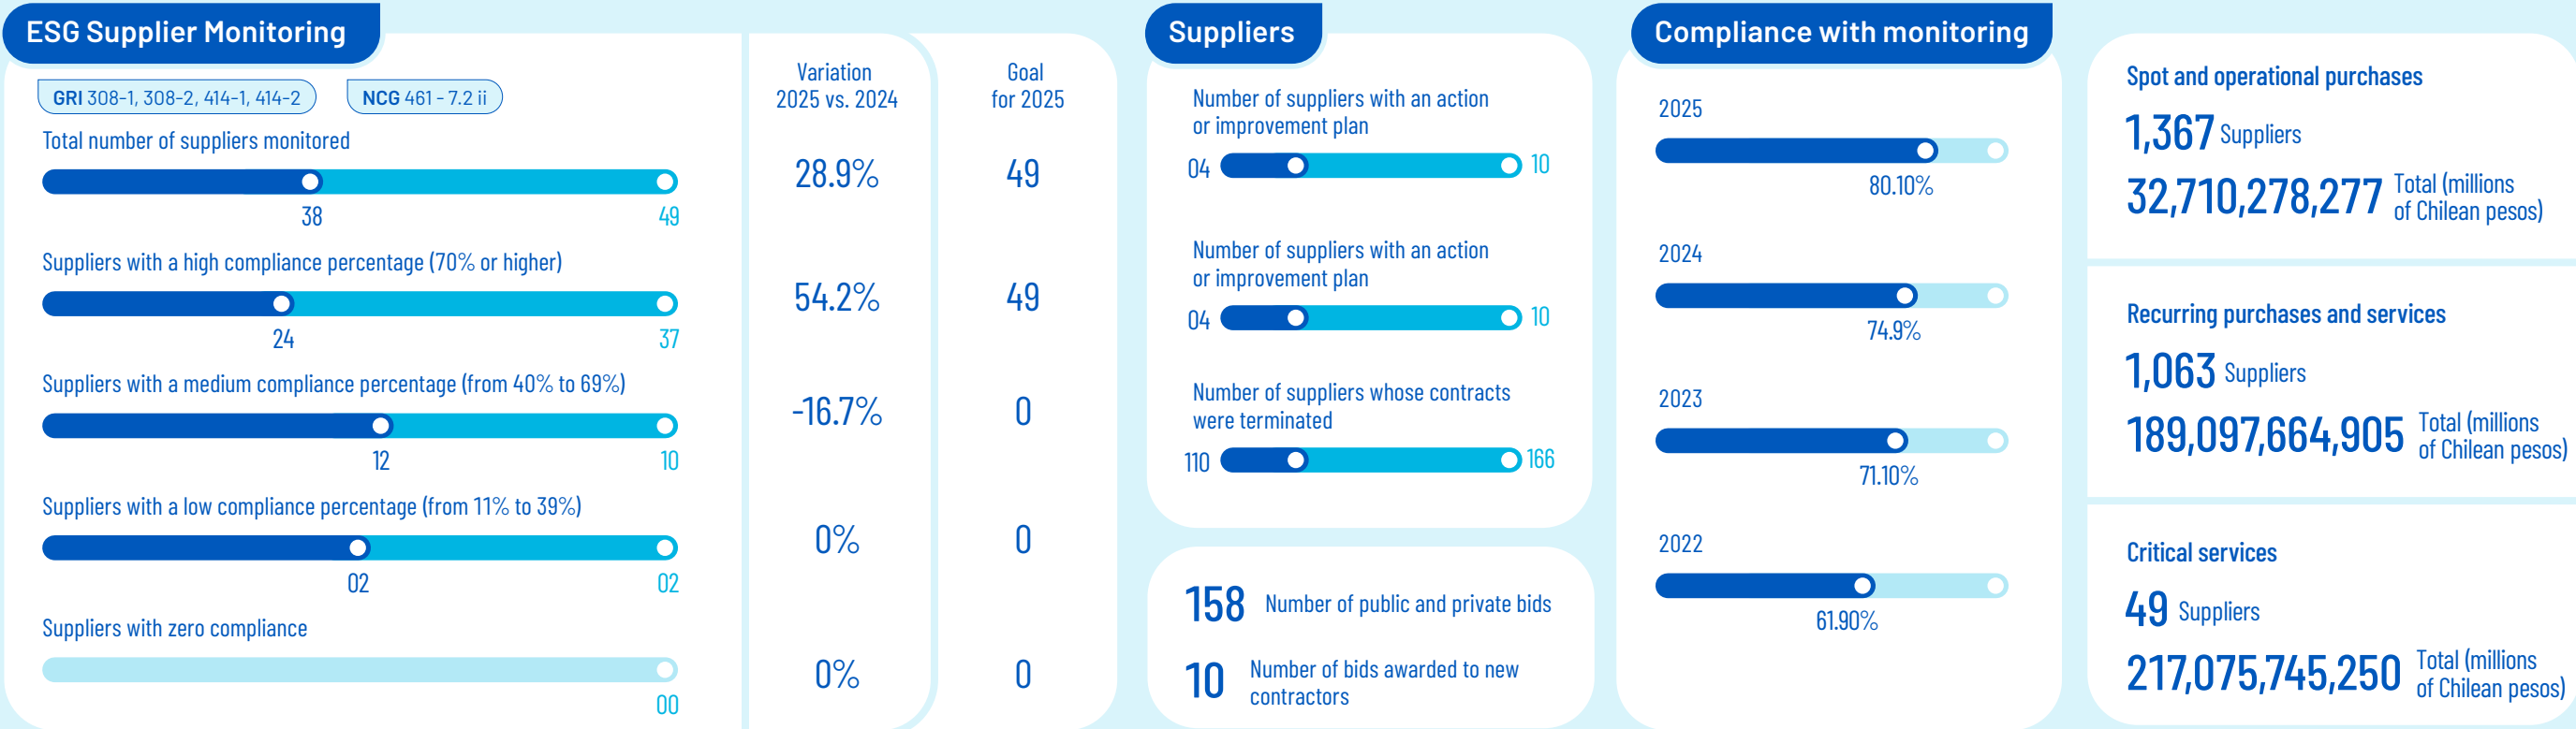 ESG Supplier Monitoring
GRI 308-1, 308-2, 414-1, 414-2
NCG 461 - 7.2 ii
Variation
2025 vs. 2024
Goal
for 2025
Total number of suppliers monitored
38
49
28.9%
49
Suppliers with a high compliance percentage (70% or higher)
24
37
54.2%
49
Suppliers with a medium compliance percentage (from 40% to 69%)
12
10
-16.7%
0
Suppliers with a low compliance percentage (from 11% to 39%)
02
02
0%
0
Suppliers with zero compliance
00
0%
0
Suppliers
Number of suppliers with an action
or improvement plan
04
10
Number of suppliers with an action
or improvement plan
04
10
Number of suppliers whose contracts
were terminated
110
166
158 Number of public and private bids
10 Number of bids awarded to new
contractors
Compliance with monitoring
2025
80.10%
2024
74.9%
2023
71.10%
2022
61.90%
Spot and operational purchases
1,367 Suppliers
32,710,278,277 Total (millions
of Chilean pesos)
Recurring purchases and services
1,063 Suppliers
189,097,664,905 Total (millions
of Chilean pesos)
Critical services
49 Suppliers
217,075,745,250 Total (millions
of Chilean pesos)